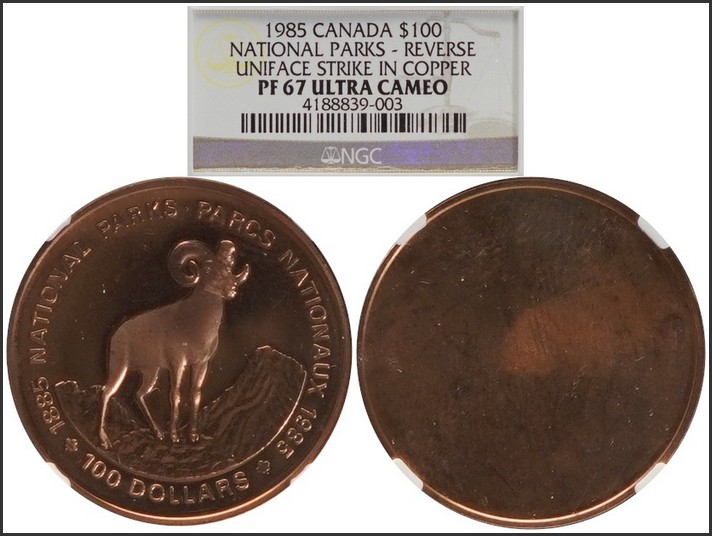 1985 CANADA $100
NATIONAL PARKS - REVERSE
UNIFACE STRIKE IN COPPER
PF 67 ULTRA CAMEO
4188839-003
NGC
1885 NATIONAL PARKS · PARCS NATIONAUX 1985
100 DOLLARS